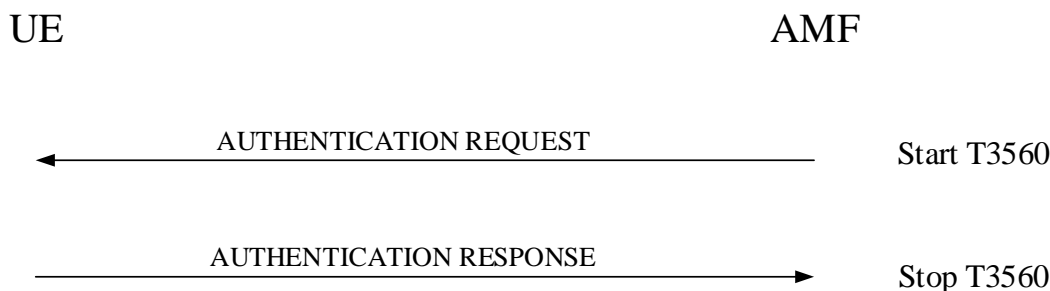 UE AMF
AUTHENTICATION REQUEST Start T3560
AUTHENTICATION RESPONSE Stop T3560